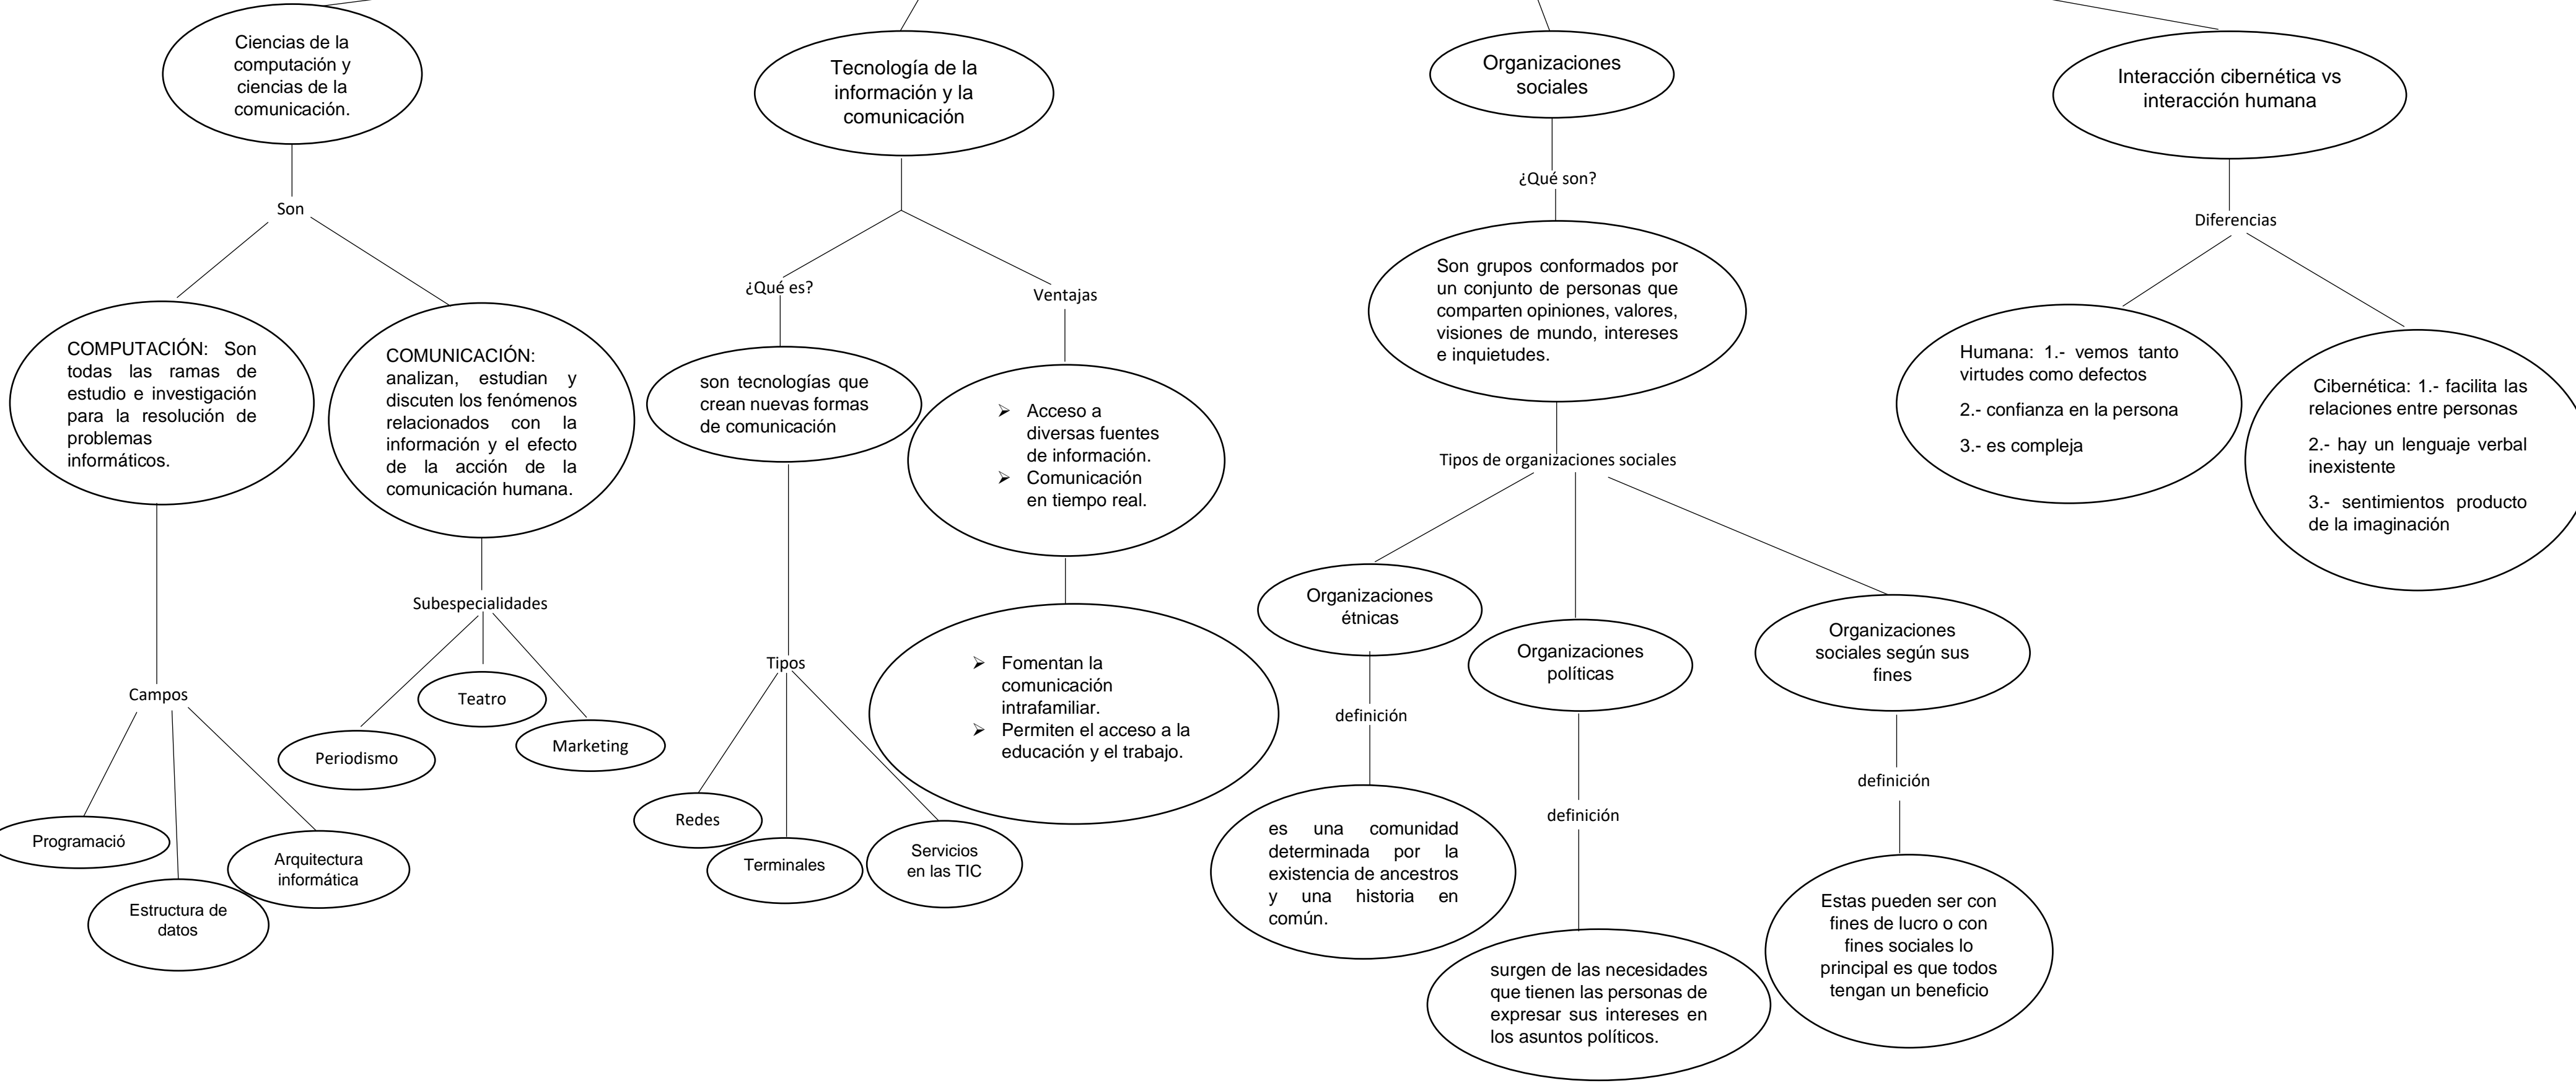 Ciencias de la
computación y
ciencias de la
comunicación.
Son
COMPUTACIÓN: Son
todas las ramas de
estudio e investigación
para la resolución de
problemas
informáticos.
COMUNICACIÓN:
analizan, estudian y
discuten los fenómenos
relacionados con la
información y el efecto
de la acción de la
comunicación humana.
Campos
Programació
Estructura de
datos
Arquitectura
informática
Subespecialidades
Periodismo
Teatro
Marketing
Tecnología de la
información y la
comunicación
¿Qué es?
son tecnologías que
crean nuevas formas
de comunicación
Tipos
Redes
Terminales
Servicios
en las TIC
Ventajas
➢ Acceso a
diversas fuentes
de información.
➢ Comunicación
en tiempo real.
➢ Fomentan la
comunicación
intrafamiliar.
➢ Permiten el acceso a la
educación y el trabajo.
Organizaciones
sociales
¿Qué son?
Son grupos conformados por
un conjunto de personas que
comparten opiniones, valores,
visiones de mundo, intereses
e inquietudes.
Tipos de organizaciones sociales
Organizaciones
étnicas
definición
es una comunidad
determinada por la
existencia de ancestros
y una historia en
común.
Organizaciones
políticas
definición
surgen de las necesidades
que tienen las personas de
expresar sus intereses en
los asuntos políticos.
Organizaciones
sociales según sus
fines
definición
Estas pueden ser con
fines de lucro o con
fines sociales lo
principal es que todos
tengan un beneficio
Interacción cibernética vs
interacción humana
Diferencias
Humana: 1.- vemos tanto
virtudes como defectos
2.- confianza en la persona
3.- es compleja
Cibernética: 1.- facilita las
relaciones entre personas
2.- hay un lenguaje verbal
inexistente
3.- sentimientos producto
de la imaginación